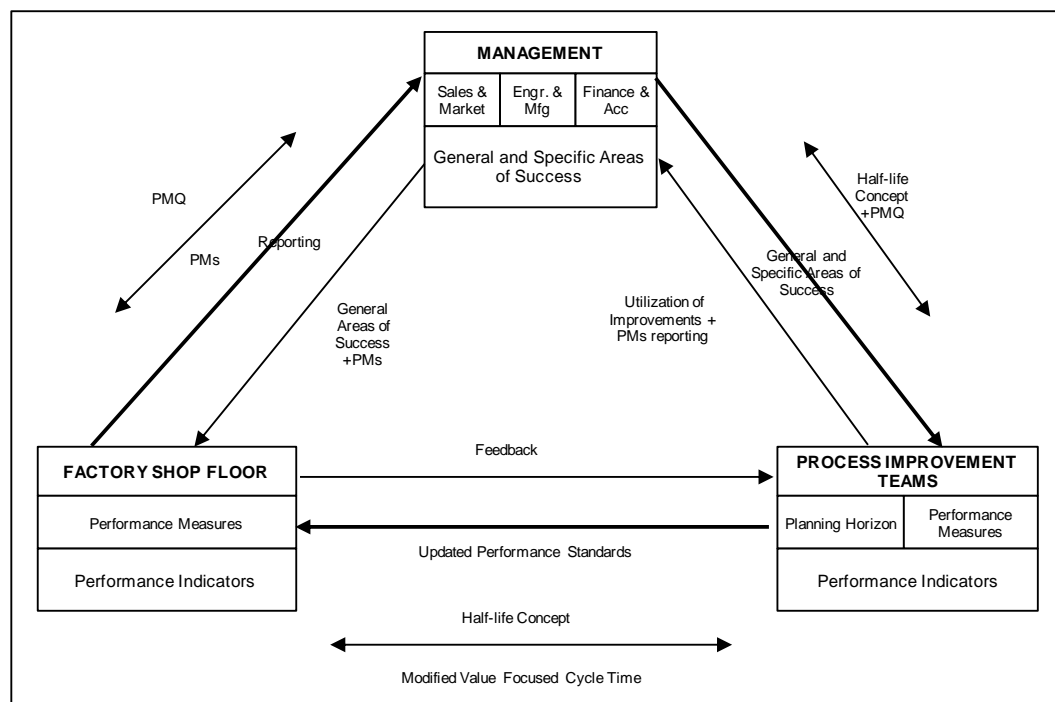 MANAGEMENT
Sales &
Market
Engr. &
Mfg
Finance &
Acc
General and Specific Areas
of Success
PMQ
PMs
Reporting
General
Areas of
Success
+PMs
Utilization of
Improvements +
PMs reporting
General and
Specific Areas of
Success
Half-life
Concept
+PMQ
FACTORY SHOP FLOOR
Performance Measures
Performance Indicators
Feedback
Updated Performance Standards
PROCESS IMPROVEMENT
TEAMS
Planning Horizon
Performance
Measures
Performance Indicators
Half-life Concept
Modified Value Focused Cycle Time